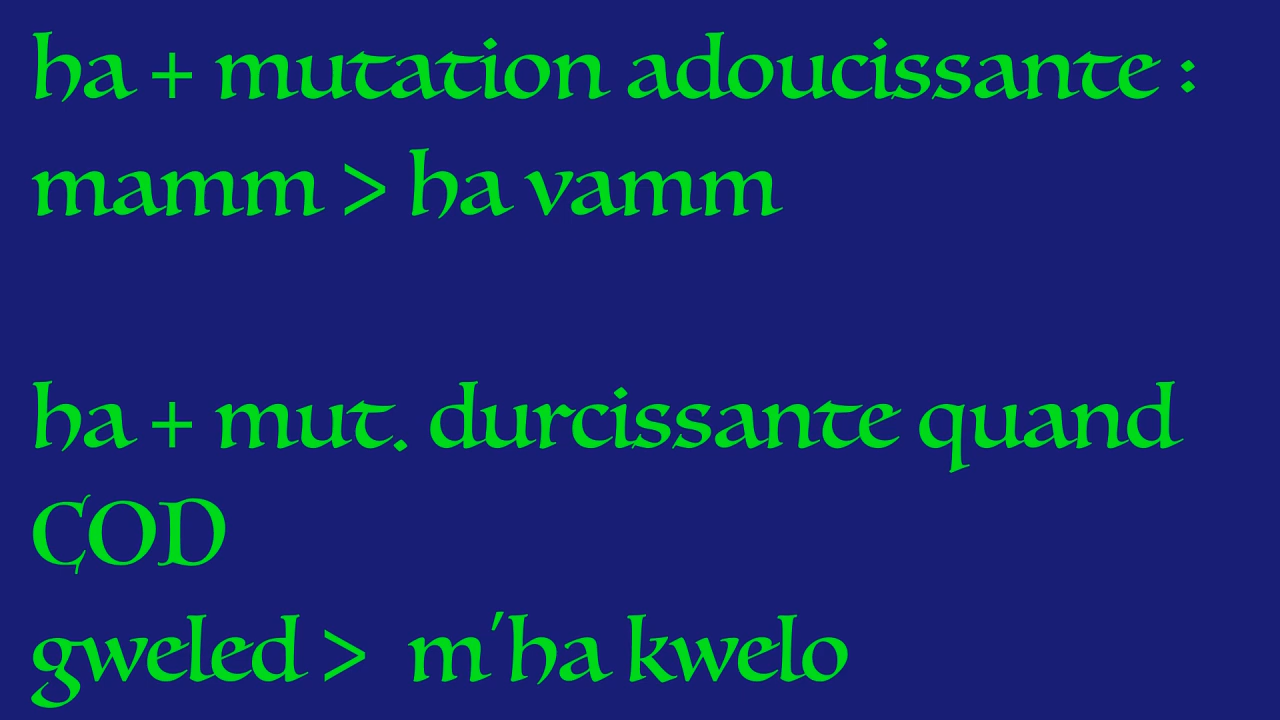 ha + mutation adoucissante :
mamm > ha vamm
ha + mut. durcissante quand
COD
gweled > m'ha kwelo